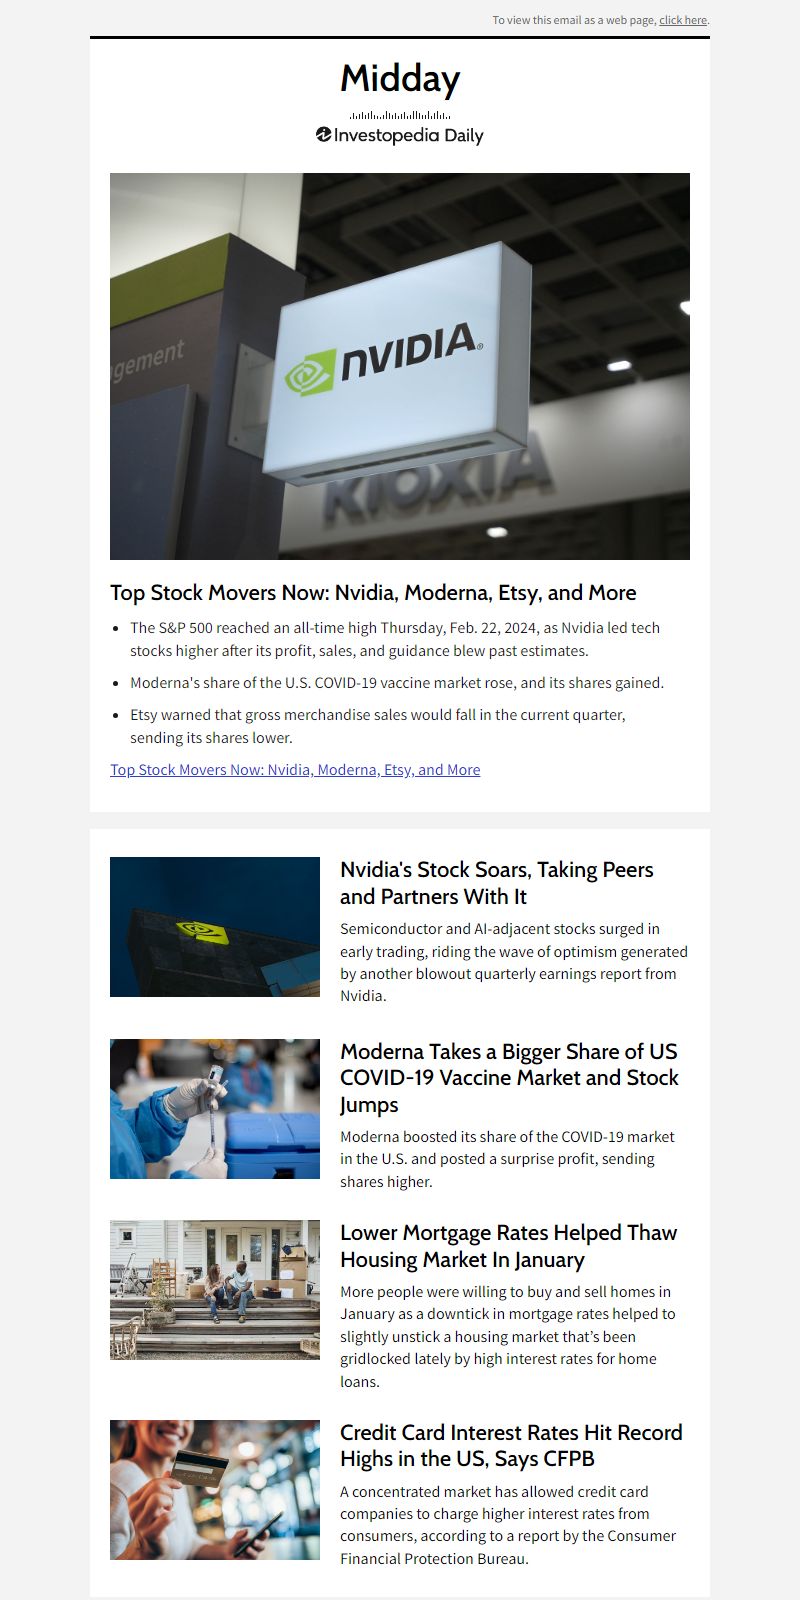 To view this email as a web page, click here.
Midday
Investopedia Daily
gement
nVIDIA®
KIOXIA
Top Stock Movers Now: Nvidia, Moderna, Etsy, and More
• The S&P 500 reached an all-time high Thursday, Feb. 22, 2024, as Nvidia led tech
stocks higher after its profit, sales, and guidance blew past estimates.
• Moderna's share of the U.S. COVID-19 vaccine market rose, and its shares gained.
• Etsy warned that gross merchandise sales would fall in the current quarter,
sending its shares lower.
Top Stock Movers Now: Nvidia, Moderna, Etsy, and More
Nvidia's Stock Soars, Taking Peers
and Partners With It
Semiconductor and AI-adjacent stocks surged in
early trading, riding the wave of optimism generated
by another blowout quarterly earnings report from
Nvidia.
Moderna Takes a Bigger Share of US
COVID-19 Vaccine Market and Stock
Jumps
Moderna boosted its share of the COVID-19 market
in the U.S. and posted a surprise profit, sending
shares higher.
Lower Mortgage Rates Helped Thaw
Housing Market In January
More people were willing to buy and sell homes in
January as a downtick in mortgage rates helped to
slightly unstick a housing market that’s been
gridlocked lately by high interest rates for home
loans.
Credit Card Interest Rates Hit Record
Highs in the US, Says CFPB
A concentrated market has allowed credit card
companies to charge higher interest rates from
consumers, according to a report by the Consumer
Financial Protection Bureau.